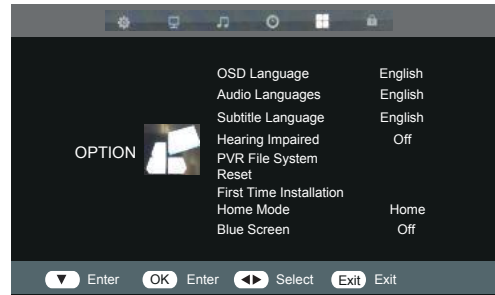 OSD Language English
Audio Languages English
Subtitle Language English
Hearing Impaired Off
OPTION
PVR File System
Reset
First Time Installation
Home Mode Home
Blue Screen Off
▼ Enter OK Enter ◀▶ Select Exit Exit